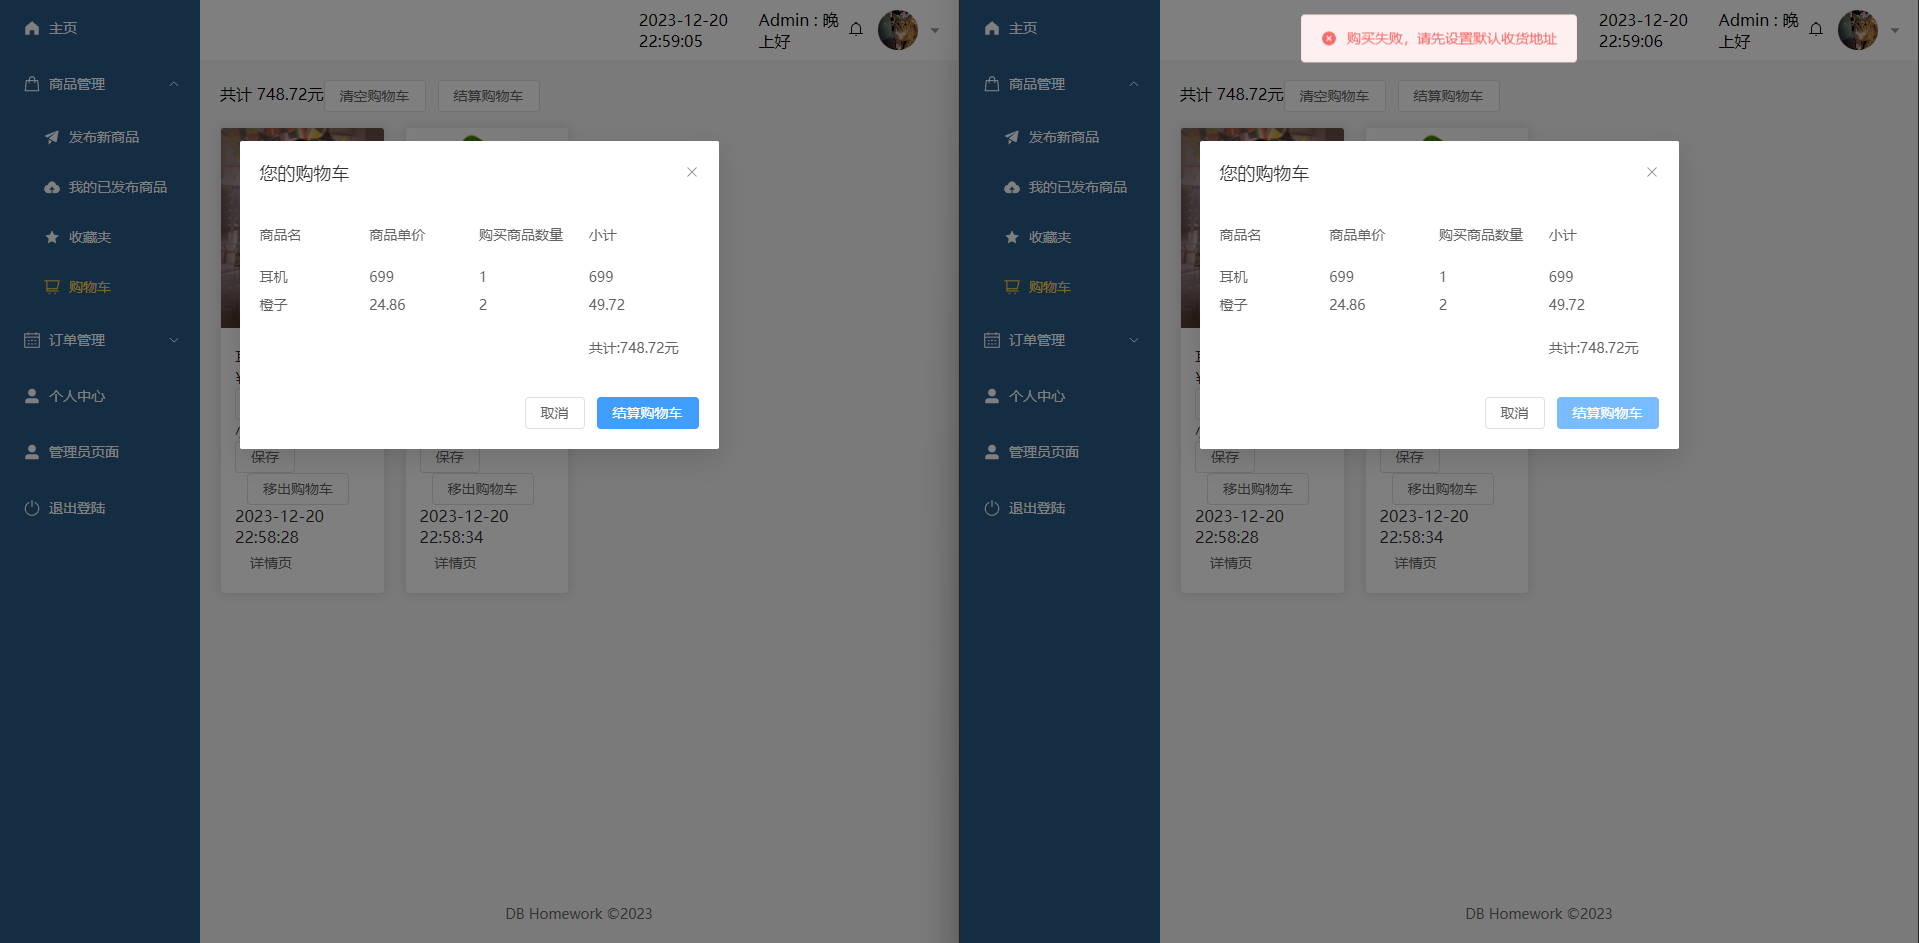 主页
商品管理
发布新商品
我的已发布商品
收藏夹
购物车
订单管理
个人中心
管理员页面
退出登陆
2023-12-20
22:59:05
Admin : 晚
上好
共计 748.72元
清空购物车
结算购物车
您的购物车
商品名 商品单价 购买商品数量 小计
耳机 699 1 699
橙子 24.86 2 49.72
共计:748.72元
取消
结算购物车
保存
移出购物车
2023-12-20
22:58:28
详情页
保存
移出购物车
2023-12-20
22:58:34
详情页
DB Homework ©2023
主页
商品管理
发布新商品
我的已发布商品
收藏夹
购物车
订单管理
个人中心
管理员页面
退出登陆
购买失败，请先设置默认收货地址
2023-12-20
22:59:06
Admin : 晚
上好
共计 748.72元
清空购物车
结算购物车
您的购物车
商品名 商品单价 购买商品数量 小计
耳机 699 1 699
橙子 24.86 2 49.72
共计:748.72元
取消
结算购物车
保存
移出购物车
2023-12-20
22:58:28
详情页
保存
移出购物车
2023-12-20
22:58:34
详情页
DB Homework ©2023